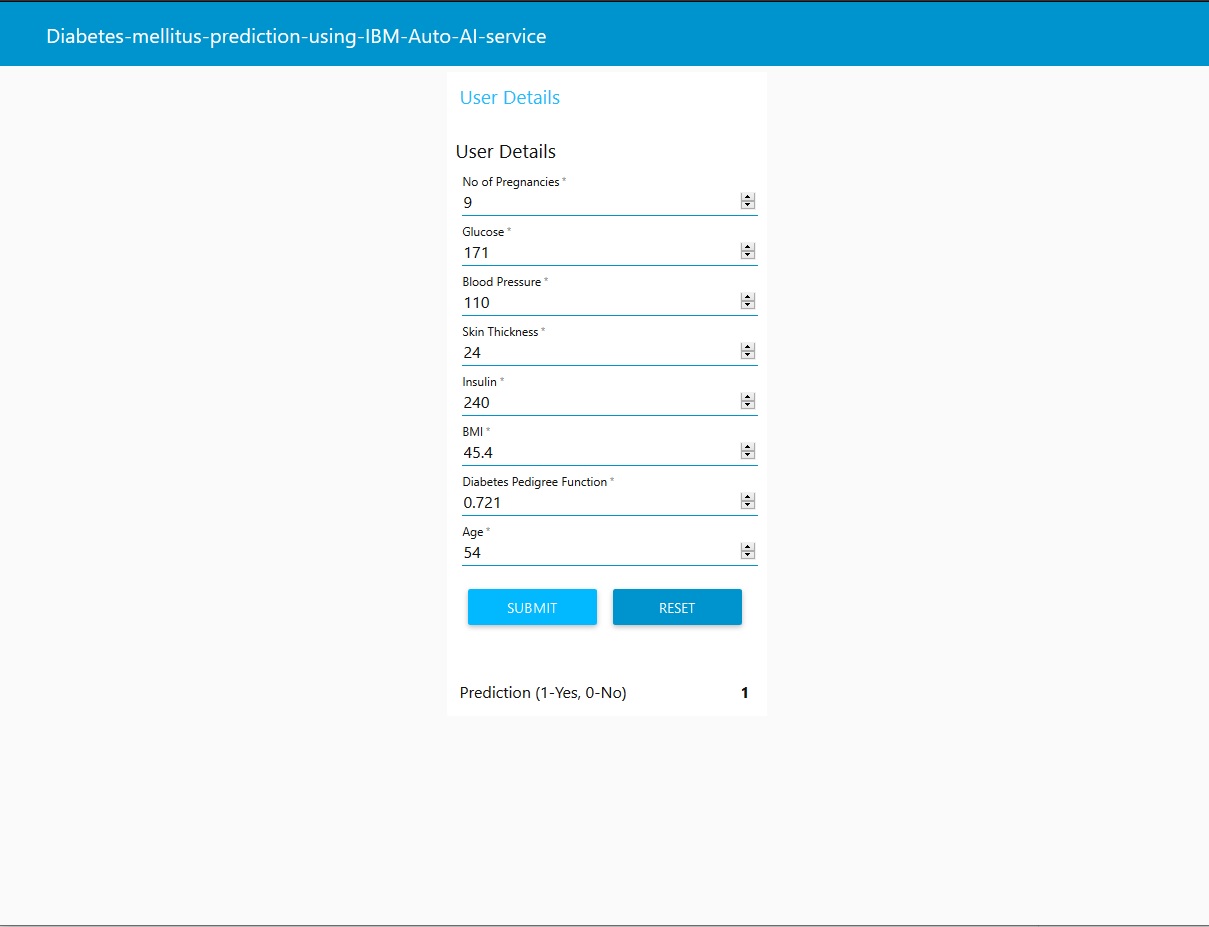 Diabetes-mellitus-prediction-using-IBM-Auto-AI-service
User Details
User Details
No of Pregnancies *
9
Glucose *
171
Blood Pressure *
110
Skin Thickness *
24
Insulin *
240
BMI *
45.4
Diabetes Pedigree Function *
0.721
Age *
54
SUBMIT RESET
Prediction (1-Yes, 0-No) 1